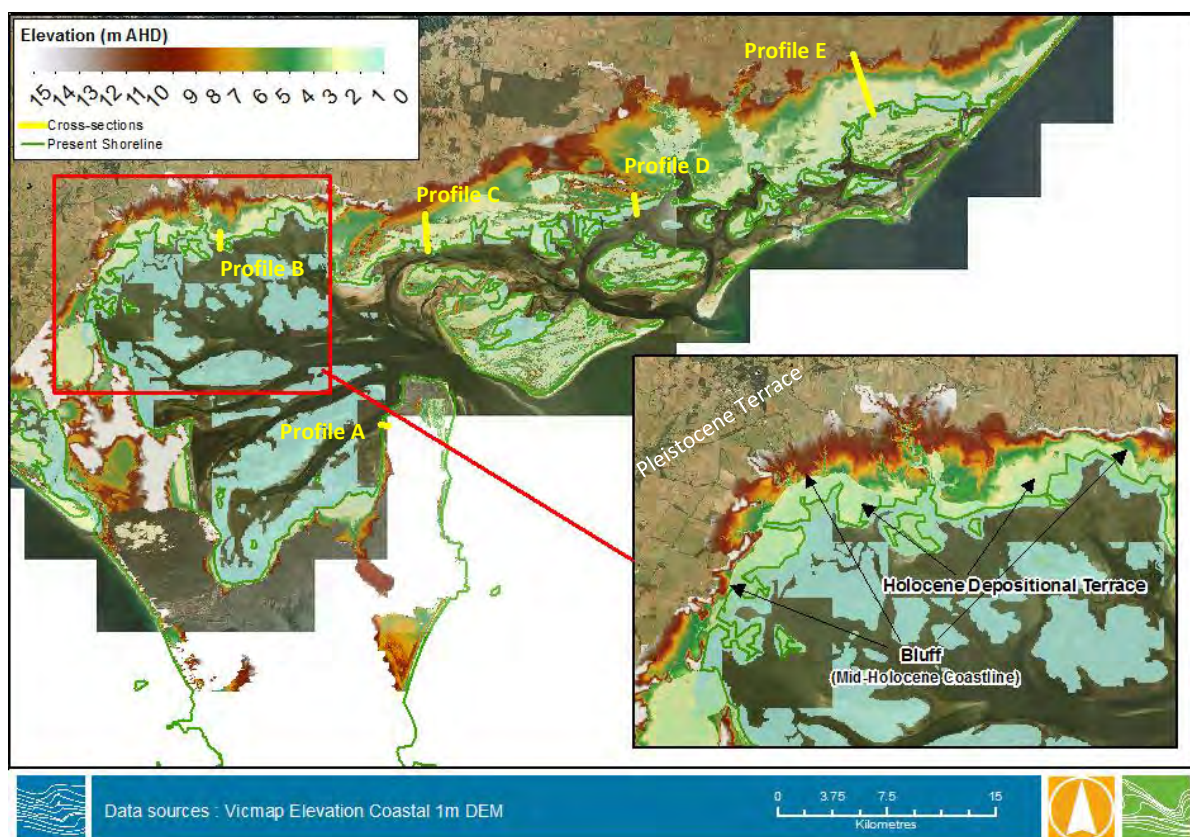 Elevation (m AHD)
15 14 13 12 11 10 9 8 7 6 5 4 3 2 1 0
Cross-sections
Present Shoreline
Profile E
Profile D
Profile C
Profile B
Profile A
Pleistocene Terrace
Holocene Depositional Terrace
Bluff
(Mid-Holocene Coastline)
Data sources : Vicmap Elevation Coastal 1m DEM
0 3.75 7.5 15
Kilometres